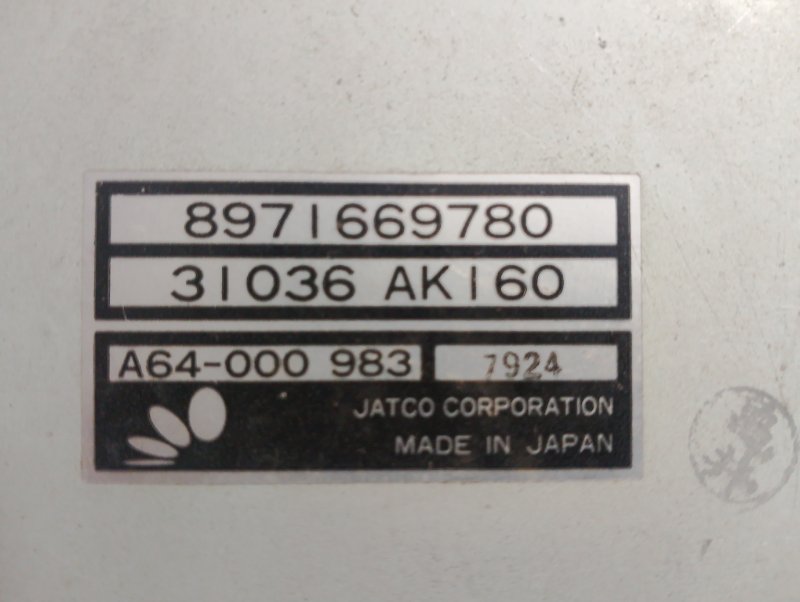 8971669780
31036 AK160
A64-000 983 7924
JATCO CORPORATION
MADE IN JAPAN